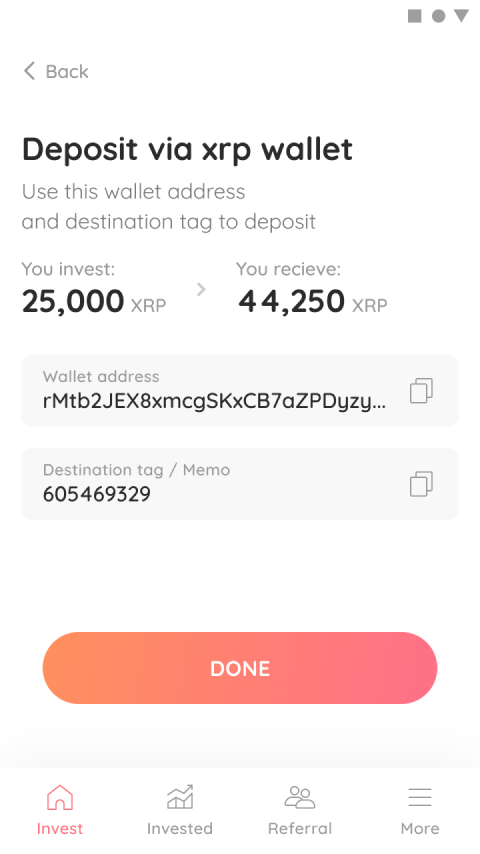 Back
Deposit via xrp wallet
Use this wallet address
and destination tag to deposit
You invest:
25,000 XRP
You recieve:
44,250 XRP
Wallet address
rMtb2JEX8xmcgSKxCB7aZPDyzy...
Destination tag / Memo
605469329
DONE
Invest
Invested
Referral
More